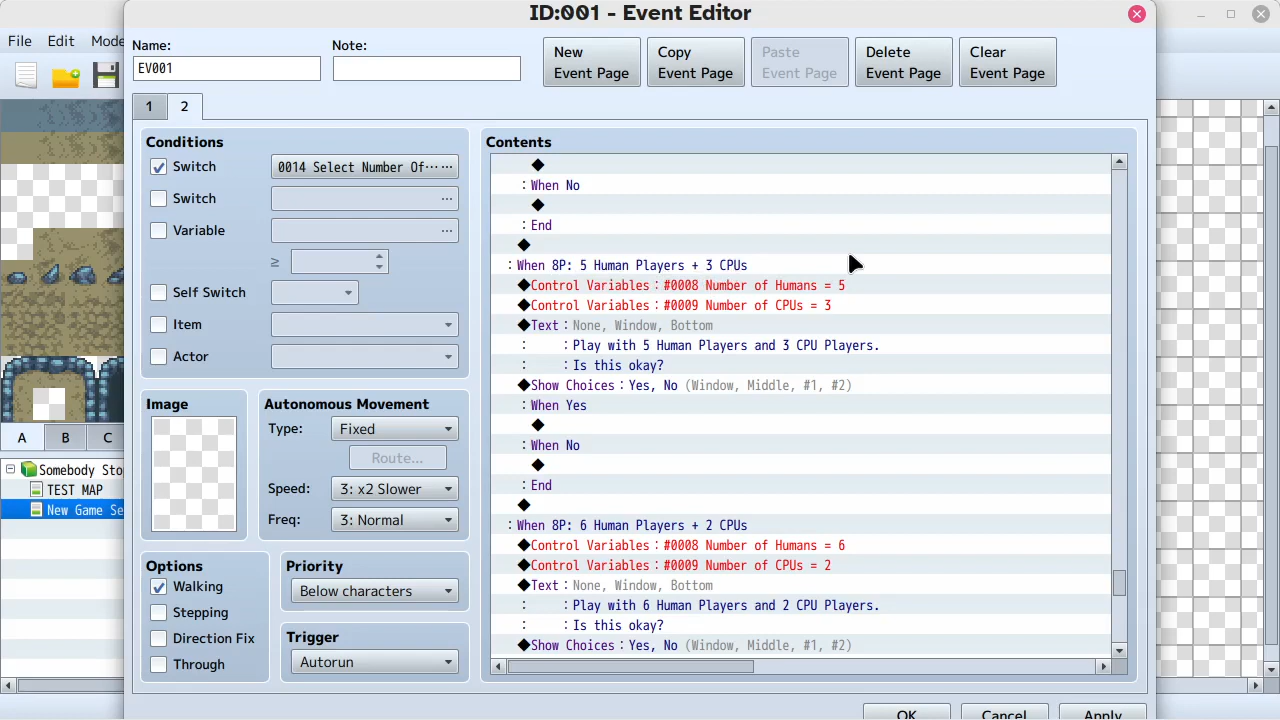 ID:001 - Event Editor
File Edit Mode
Name:
EV001
Note:
New Event Page
Copy Event Page
Paste Event Page
Delete Event Page
Clear Event Page
1 2
Conditions
Switch
0014 Select Number Of··· ...
Switch
...
Variable
...
≥
Self Switch
Item
Actor
Image
Autonomous Movement
Type: Fixed
Route...
Speed: 3: x2 Slower
Freq: 3: Normal
Options
Walking
Stepping
Direction Fix
Through
Priority
Below characters
Trigger
Autorun
Contents
◆
: When No
◆
: End
◆
: When 8P: 5 Human Players + 3 CPUs
◆Control Variables : #0008 Number of Humans = 5
◆Control Variables : #0009 Number of CPUs = 3
◆Text : None, Window, Bottom
: : Play with 5 Human Players and 3 CPU Players.
: : Is this okay?
◆Show Choices : Yes, No (Window, Middle, #1, #2)
: When Yes
◆
: When No
◆
: End
◆
: When 8P: 6 Human Players + 2 CPUs
◆Control Variables : #0008 Number of Humans = 6
◆Control Variables : #0009 Number of CPUs = 2
◆Text : None, Window, Bottom
: : Play with 6 Human Players and 2 CPU Players.
: : Is this okay?
◆Show Choices : Yes, No (Window, Middle, #1, #2)
OK Cancel Apply
A B C
Somebody Sto
TEST MAP
New Game Se